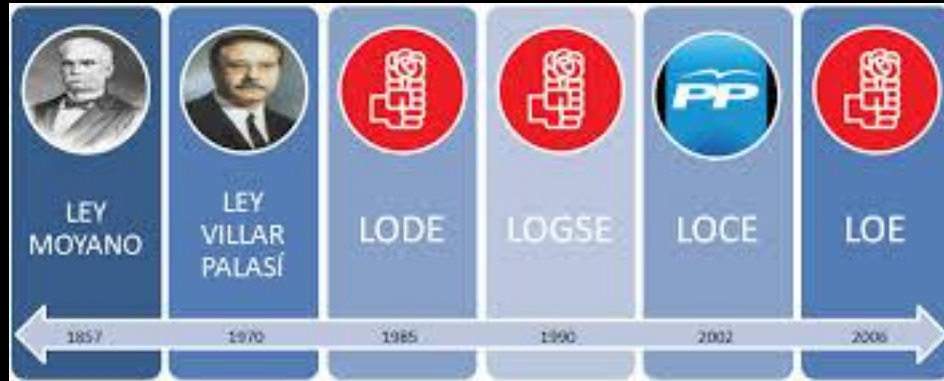 LEY
MOYANO
LEY
VILLAR
PALASÍ
LODE
LOGSE
PP
LOCE
LOE
1857
1970
1985
1990
2002
2006